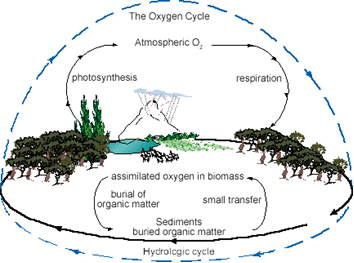 The Oxygen Cycle
Atmospheric O₂
photosynthesis
respiration
assimilated oxygen in biomass
burial of
organic matter
small transfer
Sediments
buried organic matter
Hydrologic cycle